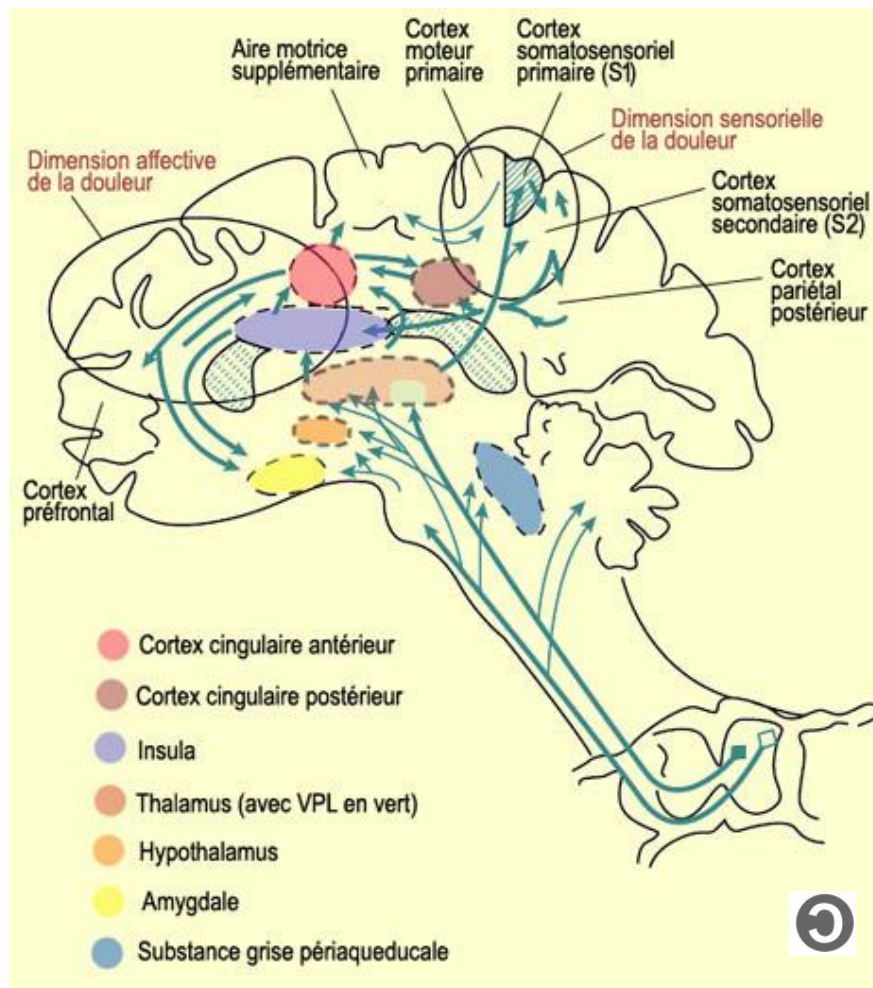 Aire motrice
supplémentaire
Cortex
moteur
primaire
Cortex
somatosensoriel
primaire (S1)
Dimension sensorielle
de la douleur
Dimension affective
de la douleur
Cortex
somatosensoriel
secondaire (S2)
Cortex
pariétal
postérieur
Cortex
préfrontal
Cortex cingulaire antérieur
Cortex cingulaire postérieur
Insula
Thalamus (avec VPL en vert)
Hypothalamus
Amygdale
Substance grise périaqueducale